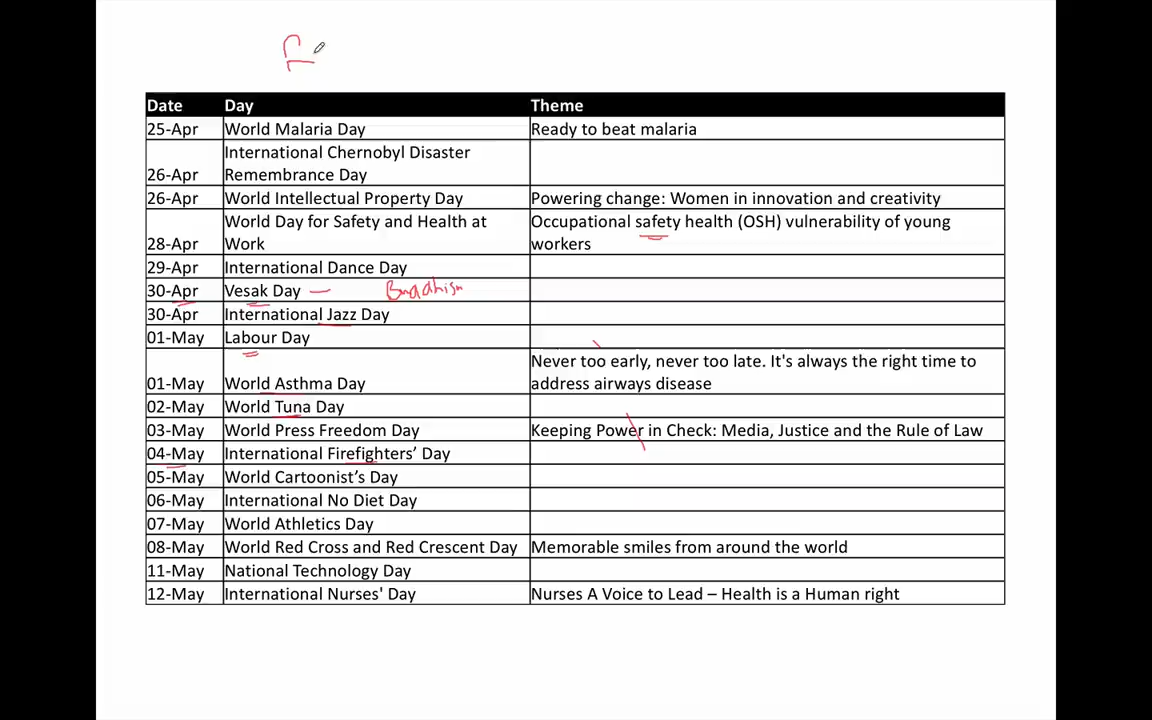 Date Day Theme
25-Apr World Malaria Day Ready to beat malaria
International Chernobyl Disaster
26-Apr Remembrance Day
26-Apr World Intellectual Property Day Powering change: Women in innovation and creativity
World Day for Safety and Health at Occupational safety health (OSH) vulnerability of young
28-Apr Work workers
29-Apr International Dance Day
30-Apr Vesak Day Buddhism
30-Apr International Jazz Day
01-May Labour Day
Never too early, never too late. It's always the right time to
01-May World Asthma Day address airways disease
02-May World Tuna Day
03-May World Press Freedom Day Keeping Power in Check: Media, Justice and the Rule of Law
04-May International Firefighters’ Day
05-May World Cartoonist’s Day
06-May International No Diet Day
07-May World Athletics Day
08-May World Red Cross and Red Crescent Day Memorable smiles from around the world
11-May National Technology Day
12-May International Nurses' Day Nurses A Voice to Lead – Health is a Human right